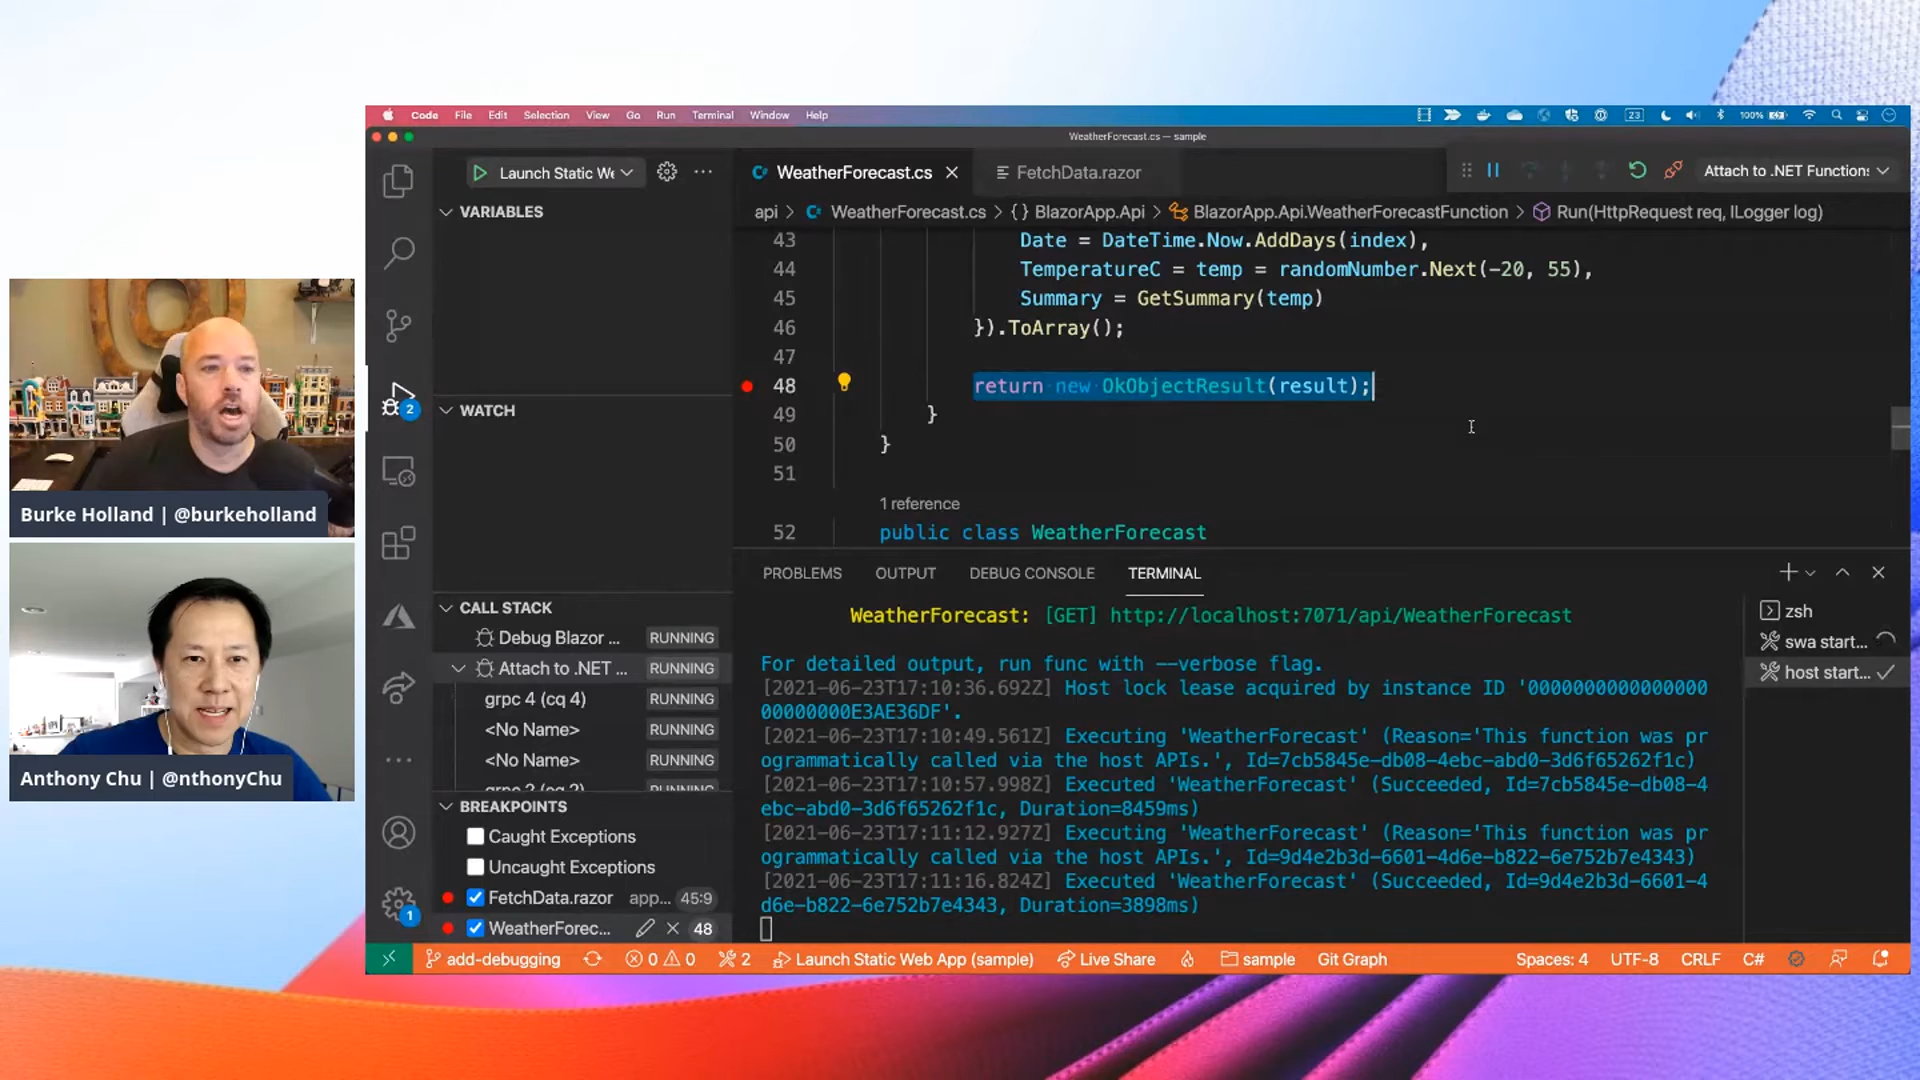 Code File Edit Selection View Go Run Terminal Window Help
23
100%
WeatherForecast.cs — sample
Launch Static We
WeatherForecast.cs
FetchData.razor
Attach to .NET Functions
VARIABLES
api > WeatherForecast.cs > {} BlazorApp.Api > BlazorApp.Api.WeatherForecastFunction > Run(HttpRequest req, ILogger log)
43 Date = DateTime.Now.AddDays(index),
44 TemperatureC = temp = randomNumber.Next(-20, 55),
45 Summary = GetSummary(temp)
46 }).ToArray();
47
48 return new OkObjectResult(result);
49 }
50 }
51
1 reference
52 public class WeatherForecast
2
WATCH
CALL STACK
Debug Blazor ... RUNNING
Attach to .NET ... RUNNING
grpc 4 (cq 4) RUNNING
<No Name> RUNNING
<No Name> RUNNING
grpc 2 (cq 2) RUNNING
BREAKPOINTS
Caught Exceptions
Uncaught Exceptions
FetchData.razor app... 45:9
WeatherForec... 48
1
PROBLEMS OUTPUT DEBUG CONSOLE TERMINAL
WeatherForecast: [GET] http://localhost:7071/api/WeatherForecast
For detailed output, run func with --verbose flag.
[2021-06-23T17:10:36.692Z] Host lock lease acquired by instance ID '0000000000000000
00000000E3AE36DF'.
[2021-06-23T17:10:49.561Z] Executing 'WeatherForecast' (Reason='This function was pr
ogrammatically called via the host APIs.', Id=7cb5845e-db08-4ebc-abd0-3d6f65262f1c)
[2021-06-23T17:10:57.998Z] Executed 'WeatherForecast' (Succeeded, Id=7cb5845e-db08-4
ebc-abd0-3d6f65262f1c, Duration=8459ms)
[2021-06-23T17:11:12.927Z] Executing 'WeatherForecast' (Reason='This function was pr
ogrammatically called via the host APIs.', Id=9d4e2b3d-6601-4d6e-b822-6e752b7e4343)
[2021-06-23T17:11:16.824Z] Executed 'WeatherForecast' (Succeeded, Id=9d4e2b3d-6601-4
d6e-b822-6e752b7e4343, Duration=3898ms)
zsh
swa start...
host start...
add-debugging 0 0 2 Launch Static Web App (sample) Live Share sample Git Graph Spaces: 4 UTF-8 CRLF C#
Burke Holland | @burkeholland
Anthony Chu | @nthonyChu